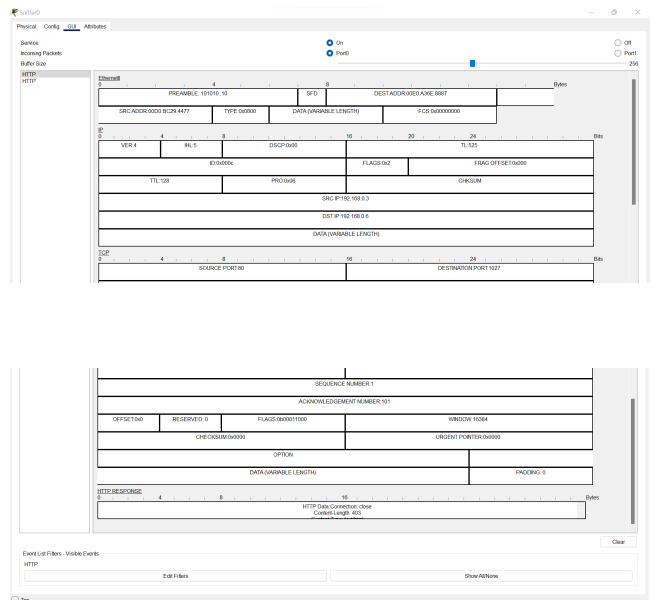 Sniffer0
Physical Config GUI Attributes
Service On Off
Incoming Packets Port0 Port1
Buffer Size 256
HTTP
HTTP
EthernetII
0 4 8 Bytes
PREAMBLE: 101010..10 SFD DEST ADDR:00E0.A36E.8887
SRC ADDR:00D0.BC29.4477 TYPE:0x0800 DATA (VARIABLE LENGTH) FCS:0x00000000
IP
0 4 8 16 20 24 Bits
VER:4 IHL:5 DSCP:0x00 TL:525
ID:0x000c FLAGS:0x2 FRAG OFFSET:0x000
TTL:128 PRO:0x06 CHKSUM
SRC IP:192.168.0.3
DST IP:192.168.0.6
DATA (VARIABLE LENGTH)
TCP
0 4 8 16 24 Bits
SOURCE PORT:80 DESTINATION PORT:1027
SEQUENCE NUMBER:1
ACKNOWLEDGEMENT NUMBER:101
OFFSET:0x0 RESERVED: 0 FLAGS:0b00011000 WINDOW:16384
CHECKSUM:0x0000 URGENT POINTER:0x0000
OPTION
DATA (VARIABLE LENGTH) PADDING: 0
HTTP RESPONSE
0 4 8 16 Bytes
HTTP Data:Connection: close
Content-Length: 403
Clear
Event List Filters - Visible Events
HTTP
Edit Filters Show All/None
Top